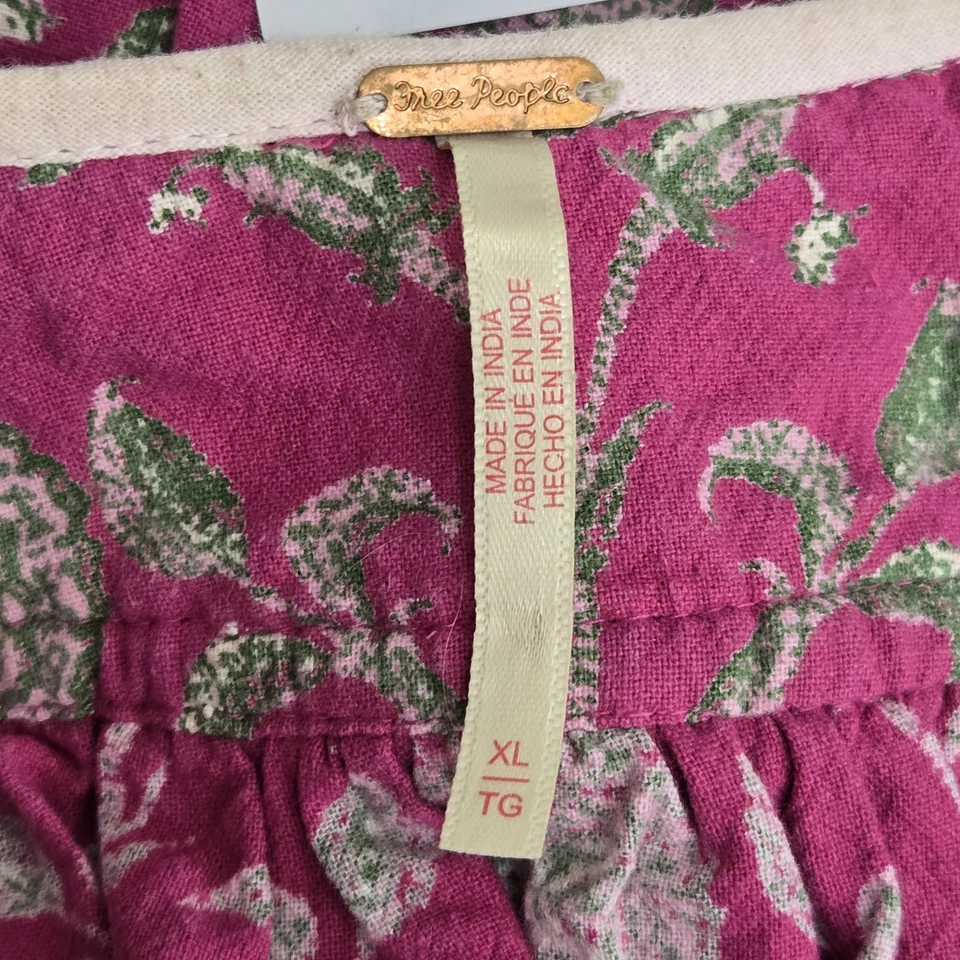 Free People
MADE IN INDIA
FABRIQUÉ EN INDE
HECHO EN INDIA
XL
TG